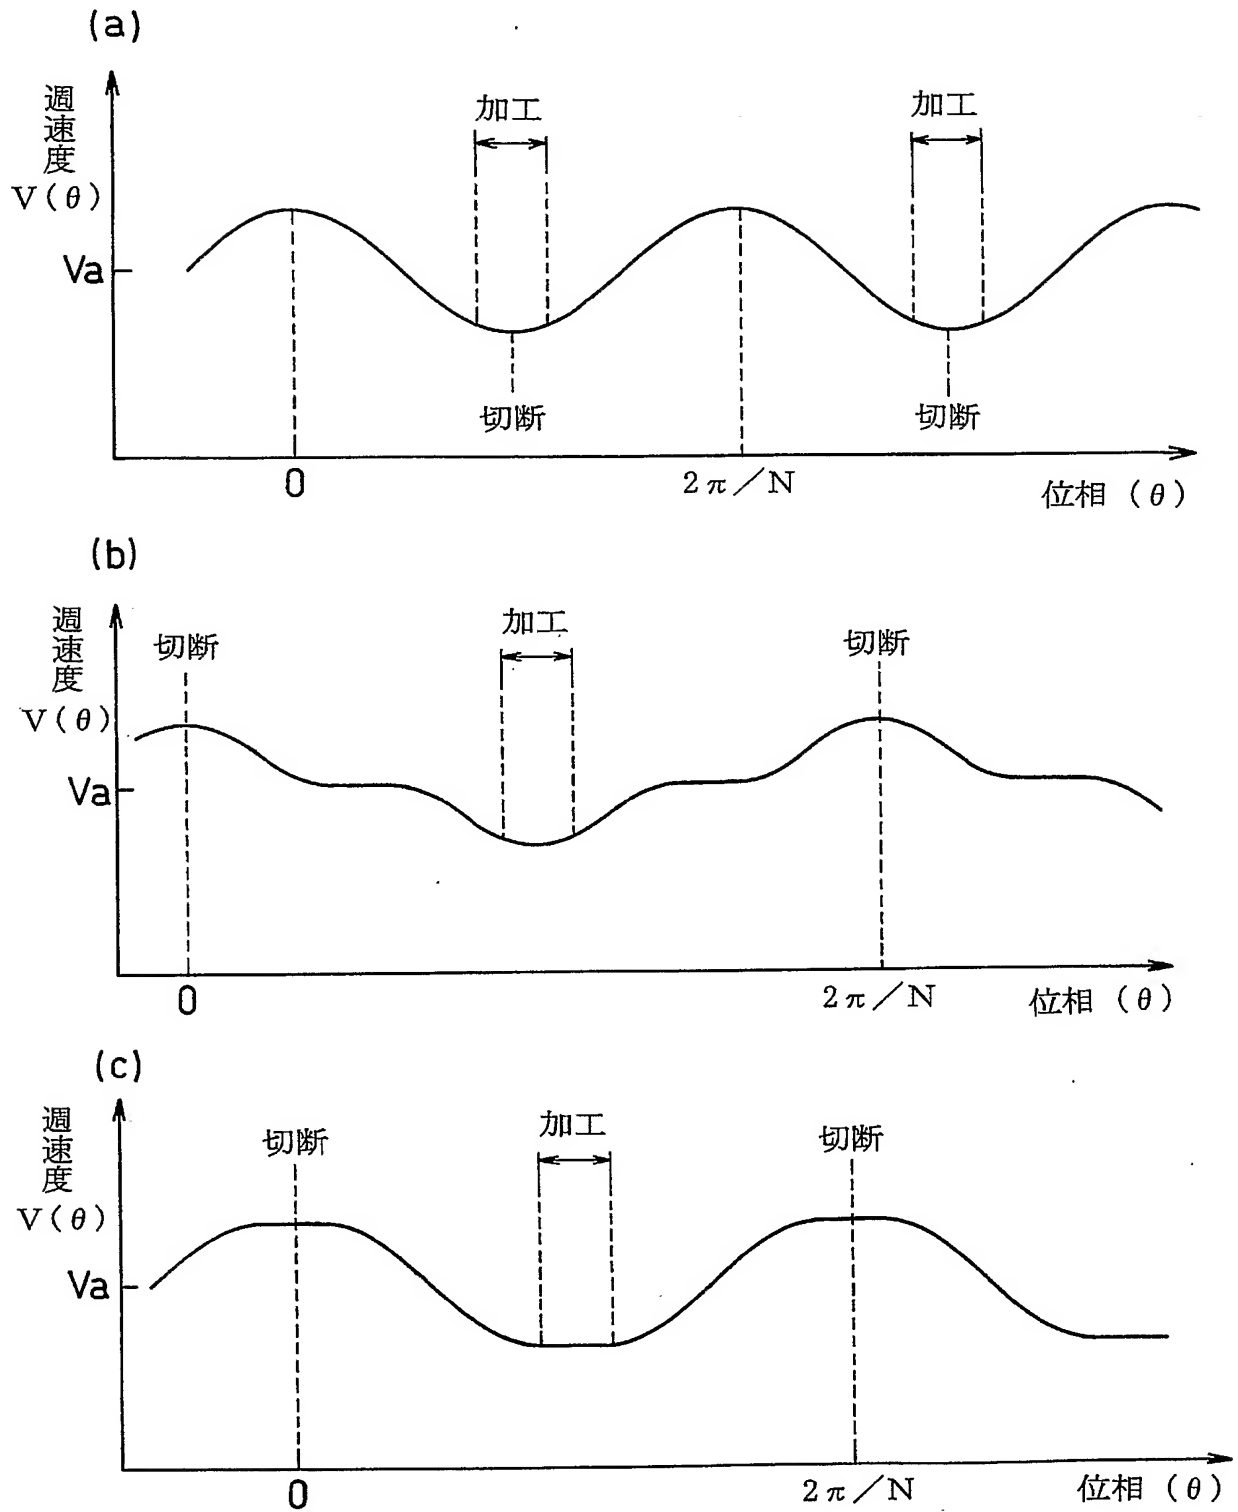 (a)
週速度
V(θ)
Va
加工
加工
切断
切断
0
2π/N
位相(θ)
(b)
週速度
V(θ)
Va
切断
加工
切断
0
2π/N
位相(θ)
(c)
週速度
V(θ)
Va
切断
加工
切断
0
2π/N
位相(θ)